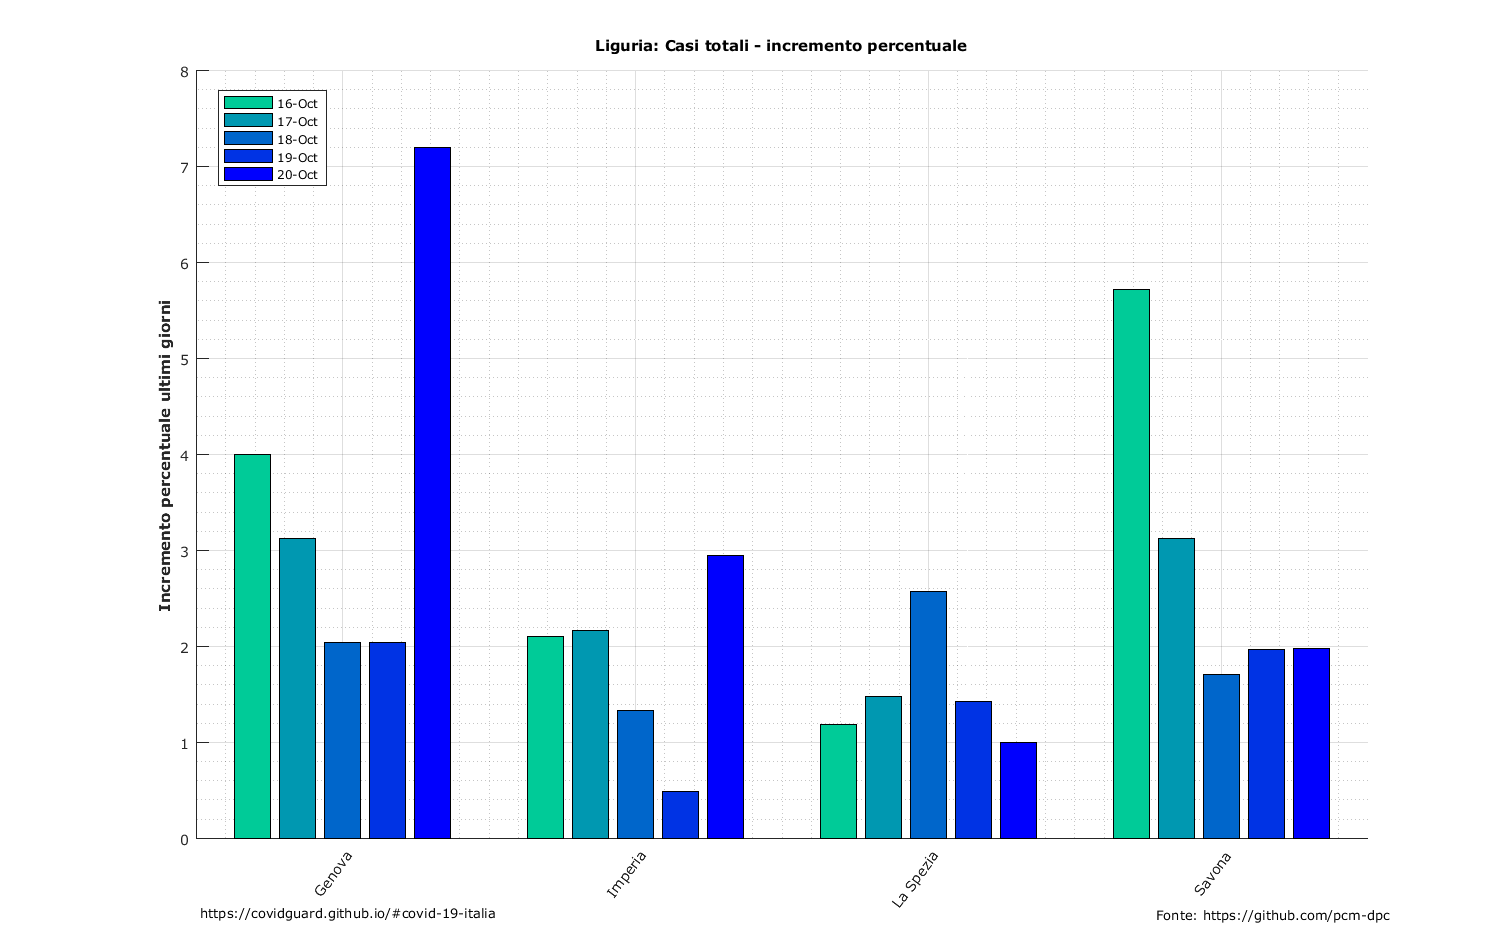 Liguria: Casi totali - incremento percentuale
8
7
6
5
4
3
2
1
0
Incremento percentuale ultimi giorni
16-Oct
17-Oct
18-Oct
19-Oct
20-Oct
Genova
Imperia
La Spezia
Savona
https://covidguard.github.io/#covid-19-italia
Fonte: https://github.com/pcm-dpc